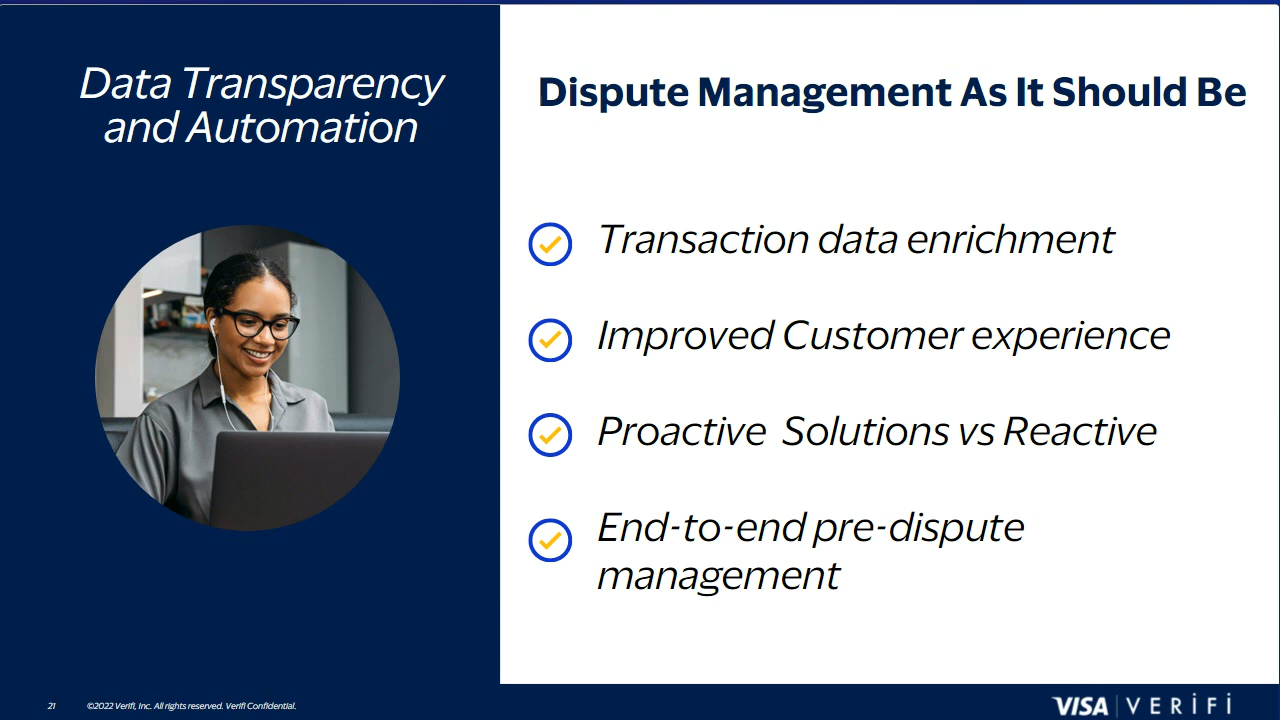 Data Transparency
and Automation
Dispute Management As It Should Be
Transaction data enrichment
Improved Customer experience
Proactive  Solutions vs Reactive
End-to-end pre-dispute
management
21
©2022 Verifi, Inc. All rights reserved. Verifi Confidential.
VISA | VERIFI